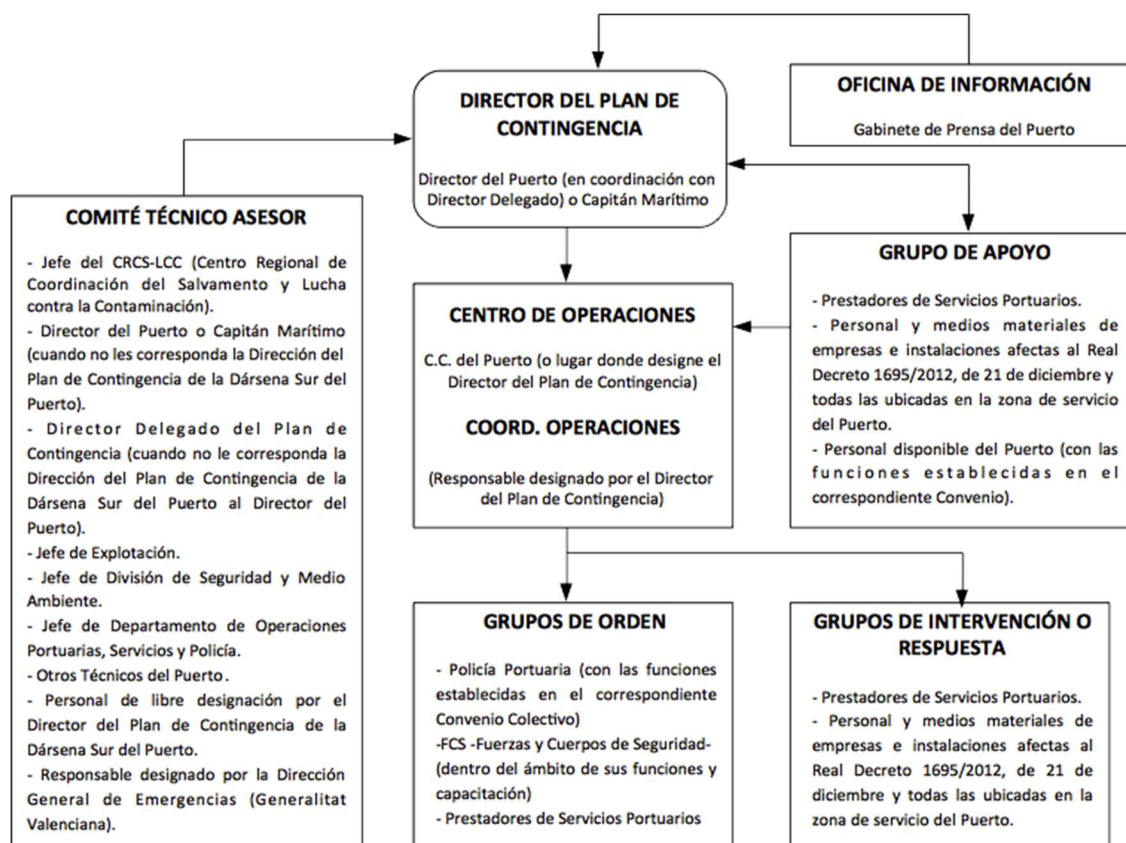 OFICINA DE INFORMACIÓN
Gabinete de Prensa del Puerto
DIRECTOR DEL PLAN DE
CONTINGENCIA
Director del Puerto (en coordinación con
Director Delegado) o Capitán Marítimo
COMITÉ TÉCNICO ASESOR
- Jefe del CRCS-LCC (Centro Regional de
Coordinación del Salvamento y Lucha
contra la Contaminación).
- Director del Puerto o Capitán Marítimo
(cuando no les corresponda la Dirección del
Plan de Contingencia de la Dársena Sur del
Puerto).
- Director Delegado del Plan de
Contingencia (cuando no le corresponda la
Dirección del Plan de Contingencia de la
Dársena Sur del Puerto al Director del
Puerto).
- Jefe de Explotación.
- Jefe de División de Seguridad y Medio
Ambiente.
- Jefe de Departamento de Operaciones
Portuarias, Servicios y Policía.
- Otros Técnicos del Puerto.
- Personal de libre designación por el
Director del Plan de Contingencia de la
Dársena Sur del Puerto.
- Responsable designado por la Dirección
General de Emergencias (Generalitat
Valenciana).
CENTRO DE OPERACIONES
C.C. del Puerto (o lugar donde designe el
Director del Plan de Contingencia)
COORD. OPERACIONES
(Responsable designado por el Director
del Plan de Contingencia)
GRUPO DE APOYO
- Prestadores de Servicios Portuarios.
- Personal y medios materiales de
empresas e instalaciones afectas al Real
Decreto 1695/2012, de 21 de diciembre y
todas las ubicadas en la zona de servicio
del Puerto.
- Personal disponible del Puerto (con las
funciones establecidas en el
correspondiente Convenio).
GRUPOS DE ORDEN
- Policía Portuaria (con las funciones
establecidas en el correspondiente
Convenio Colectivo)
-FCS -Fuerzas y Cuerpos de Seguridad-
(dentro del ámbito de sus funciones y
capacitación)
- Prestadores de Servicios Portuarios
GRUPOS DE INTERVENCIÓN O
RESPUESTA
- Prestadores de Servicios Portuarios.
- Personal y medios materiales de
empresas e instalaciones afectas al
Real Decreto 1695/2012, de 21 de
diciembre y todas las ubicadas en la
zona de servicio del Puerto.